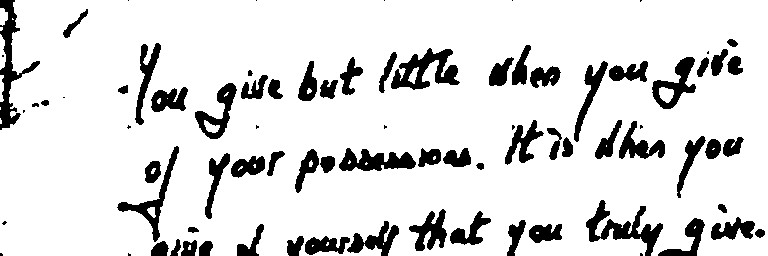 You give but little when you give
of your possessions. It is when you
give of yourself that you truly give.